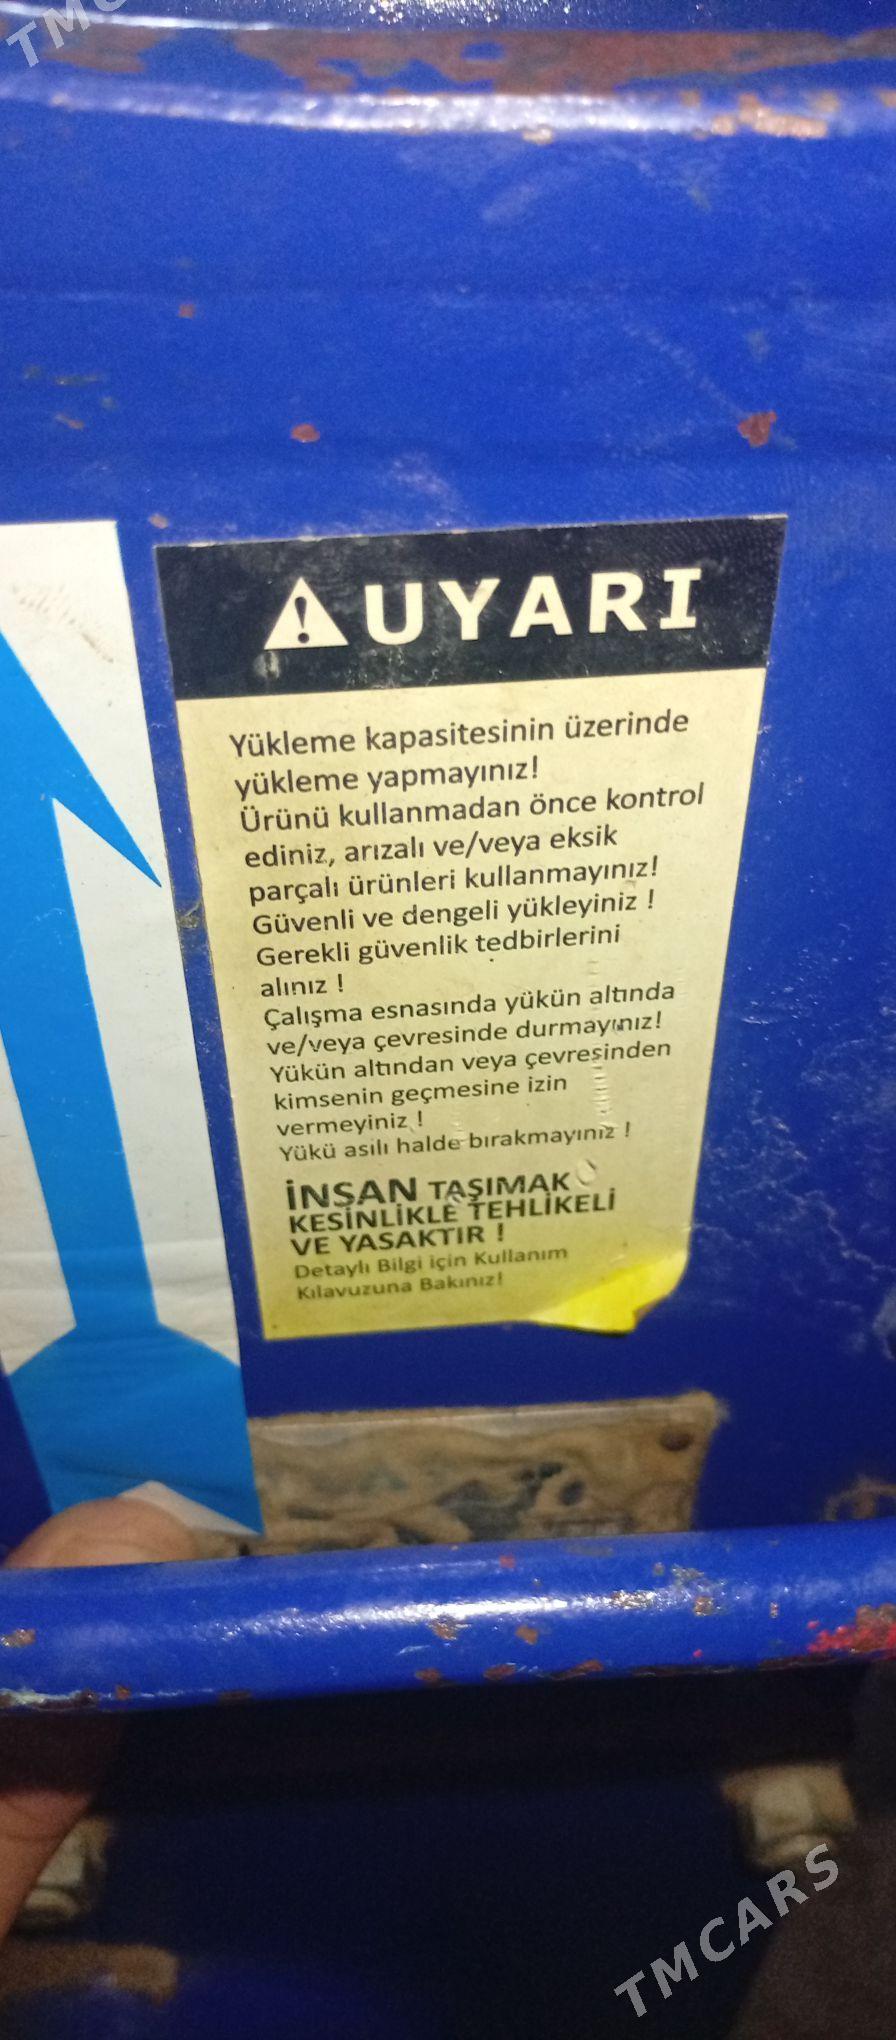 TMC
UYARI
Yükleme kapasitesinin üzerinde
yükleme yapmayınız!
Ürünü kullanmadan önce kontrol
ediniz, arızalı ve/veya eksik
parçalı ürünleri kullanmayınız!
Güvenli ve dengeli yükleyiniz !
Gerekli güvenlik tedbirlerini
alınız !
Çalışma esnasında yükün altında
ve/veya çevresinde durmayınız!
Yükün altından veya çevresinden
kimsenin geçmesine izin
vermeyiniz !
Yükü asılı halde bırakmayınız !
İNSAN TAŞIMAK
KESİNLİKLE TEHLİKELİ
VE YASAKTIR !
Detaylı Bilgi için Kullanım
Kılavuzuna Bakınız!
TMCARS